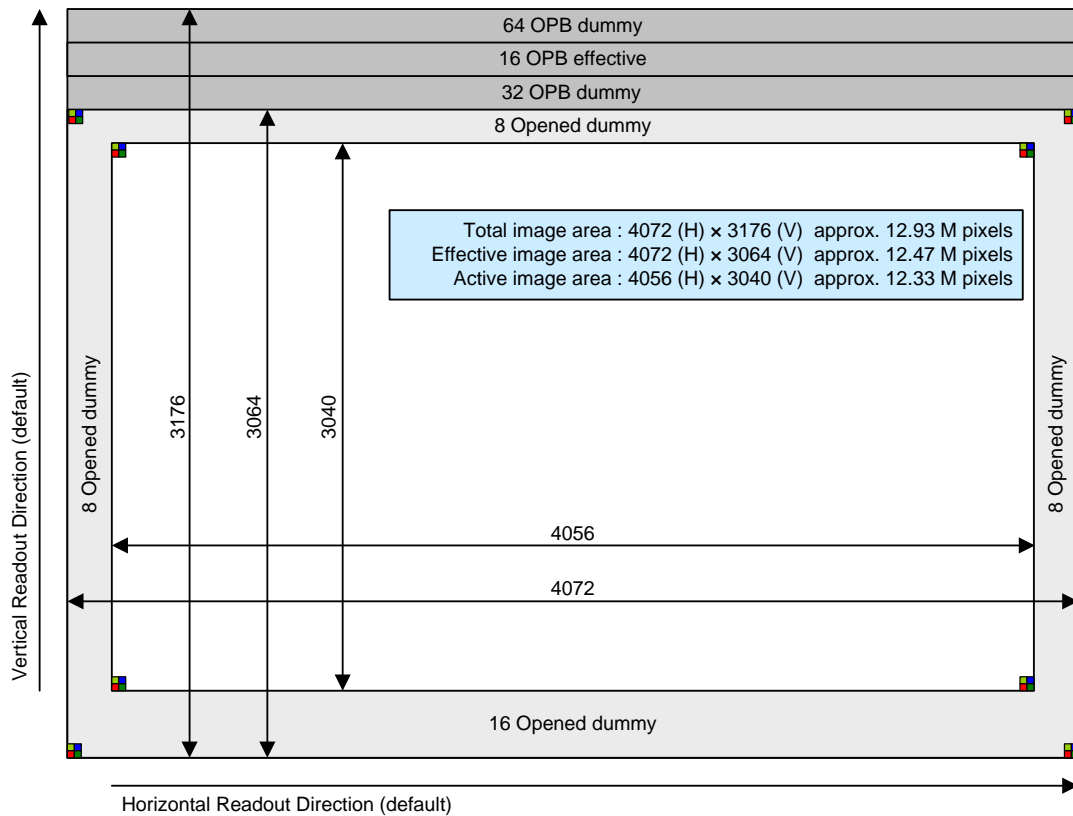 64 OPB dummy
16 OPB effective
32 OPB dummy
8 Opened dummy
Total image area : 4072 (H) × 3176 (V) approx. 12.93 M pixels
Effective image area : 4072 (H) × 3064 (V) approx. 12.47 M pixels
Active image area : 4056 (H) × 3040 (V) approx. 12.33 M pixels
Vertical Readout Direction (default)
8 Opened dummy
3176
3064
3040
8 Opened dummy
4056
4072
16 Opened dummy
Horizontal Readout Direction (default)